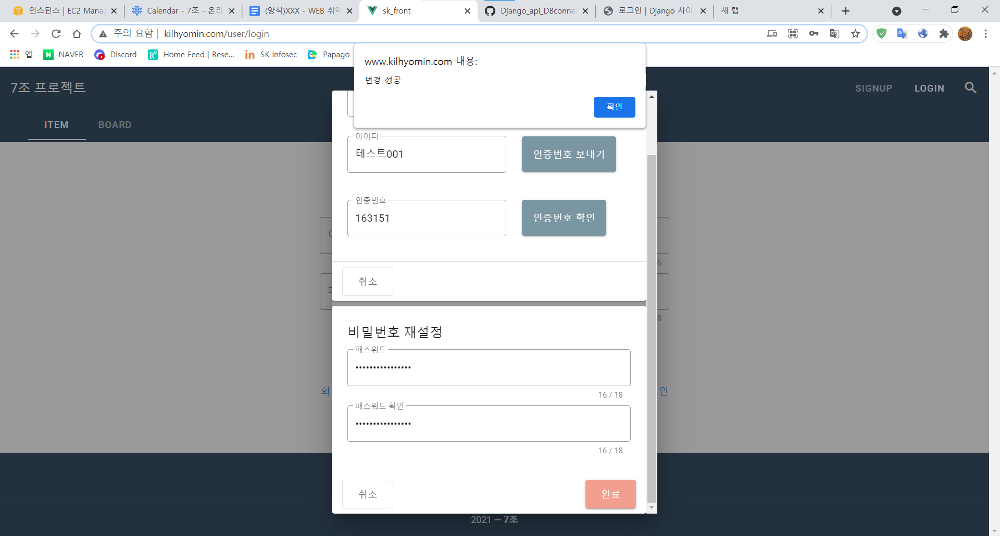 인스턴스 | EC2 Mana
Calendar - 7조 - 온라
(양식)XXX - WEB 취약
sk_front
Django_api_DBconne
로그인 | Django 사이
새 탭
주의 요함 | kilhyomin.com/user/login
앱
NAVER
Discord
Home Feed | Rese...
SK infosec
Papago
www.kilhyomin.com 내용:
변경 성공
확인
7조 프로젝트
SIGNUP
LOGIN
ITEM
BOARD
아이디
테스트001
인증번호 보내기
인증번호
163151
인증번호 확인
6
취소
8
비밀번호 재설정
패스워드
••••••••••••••••
16 / 18
회
인
패스워드 확인
••••••••••••••••
16 / 18
취소
완료
2021 — 7조